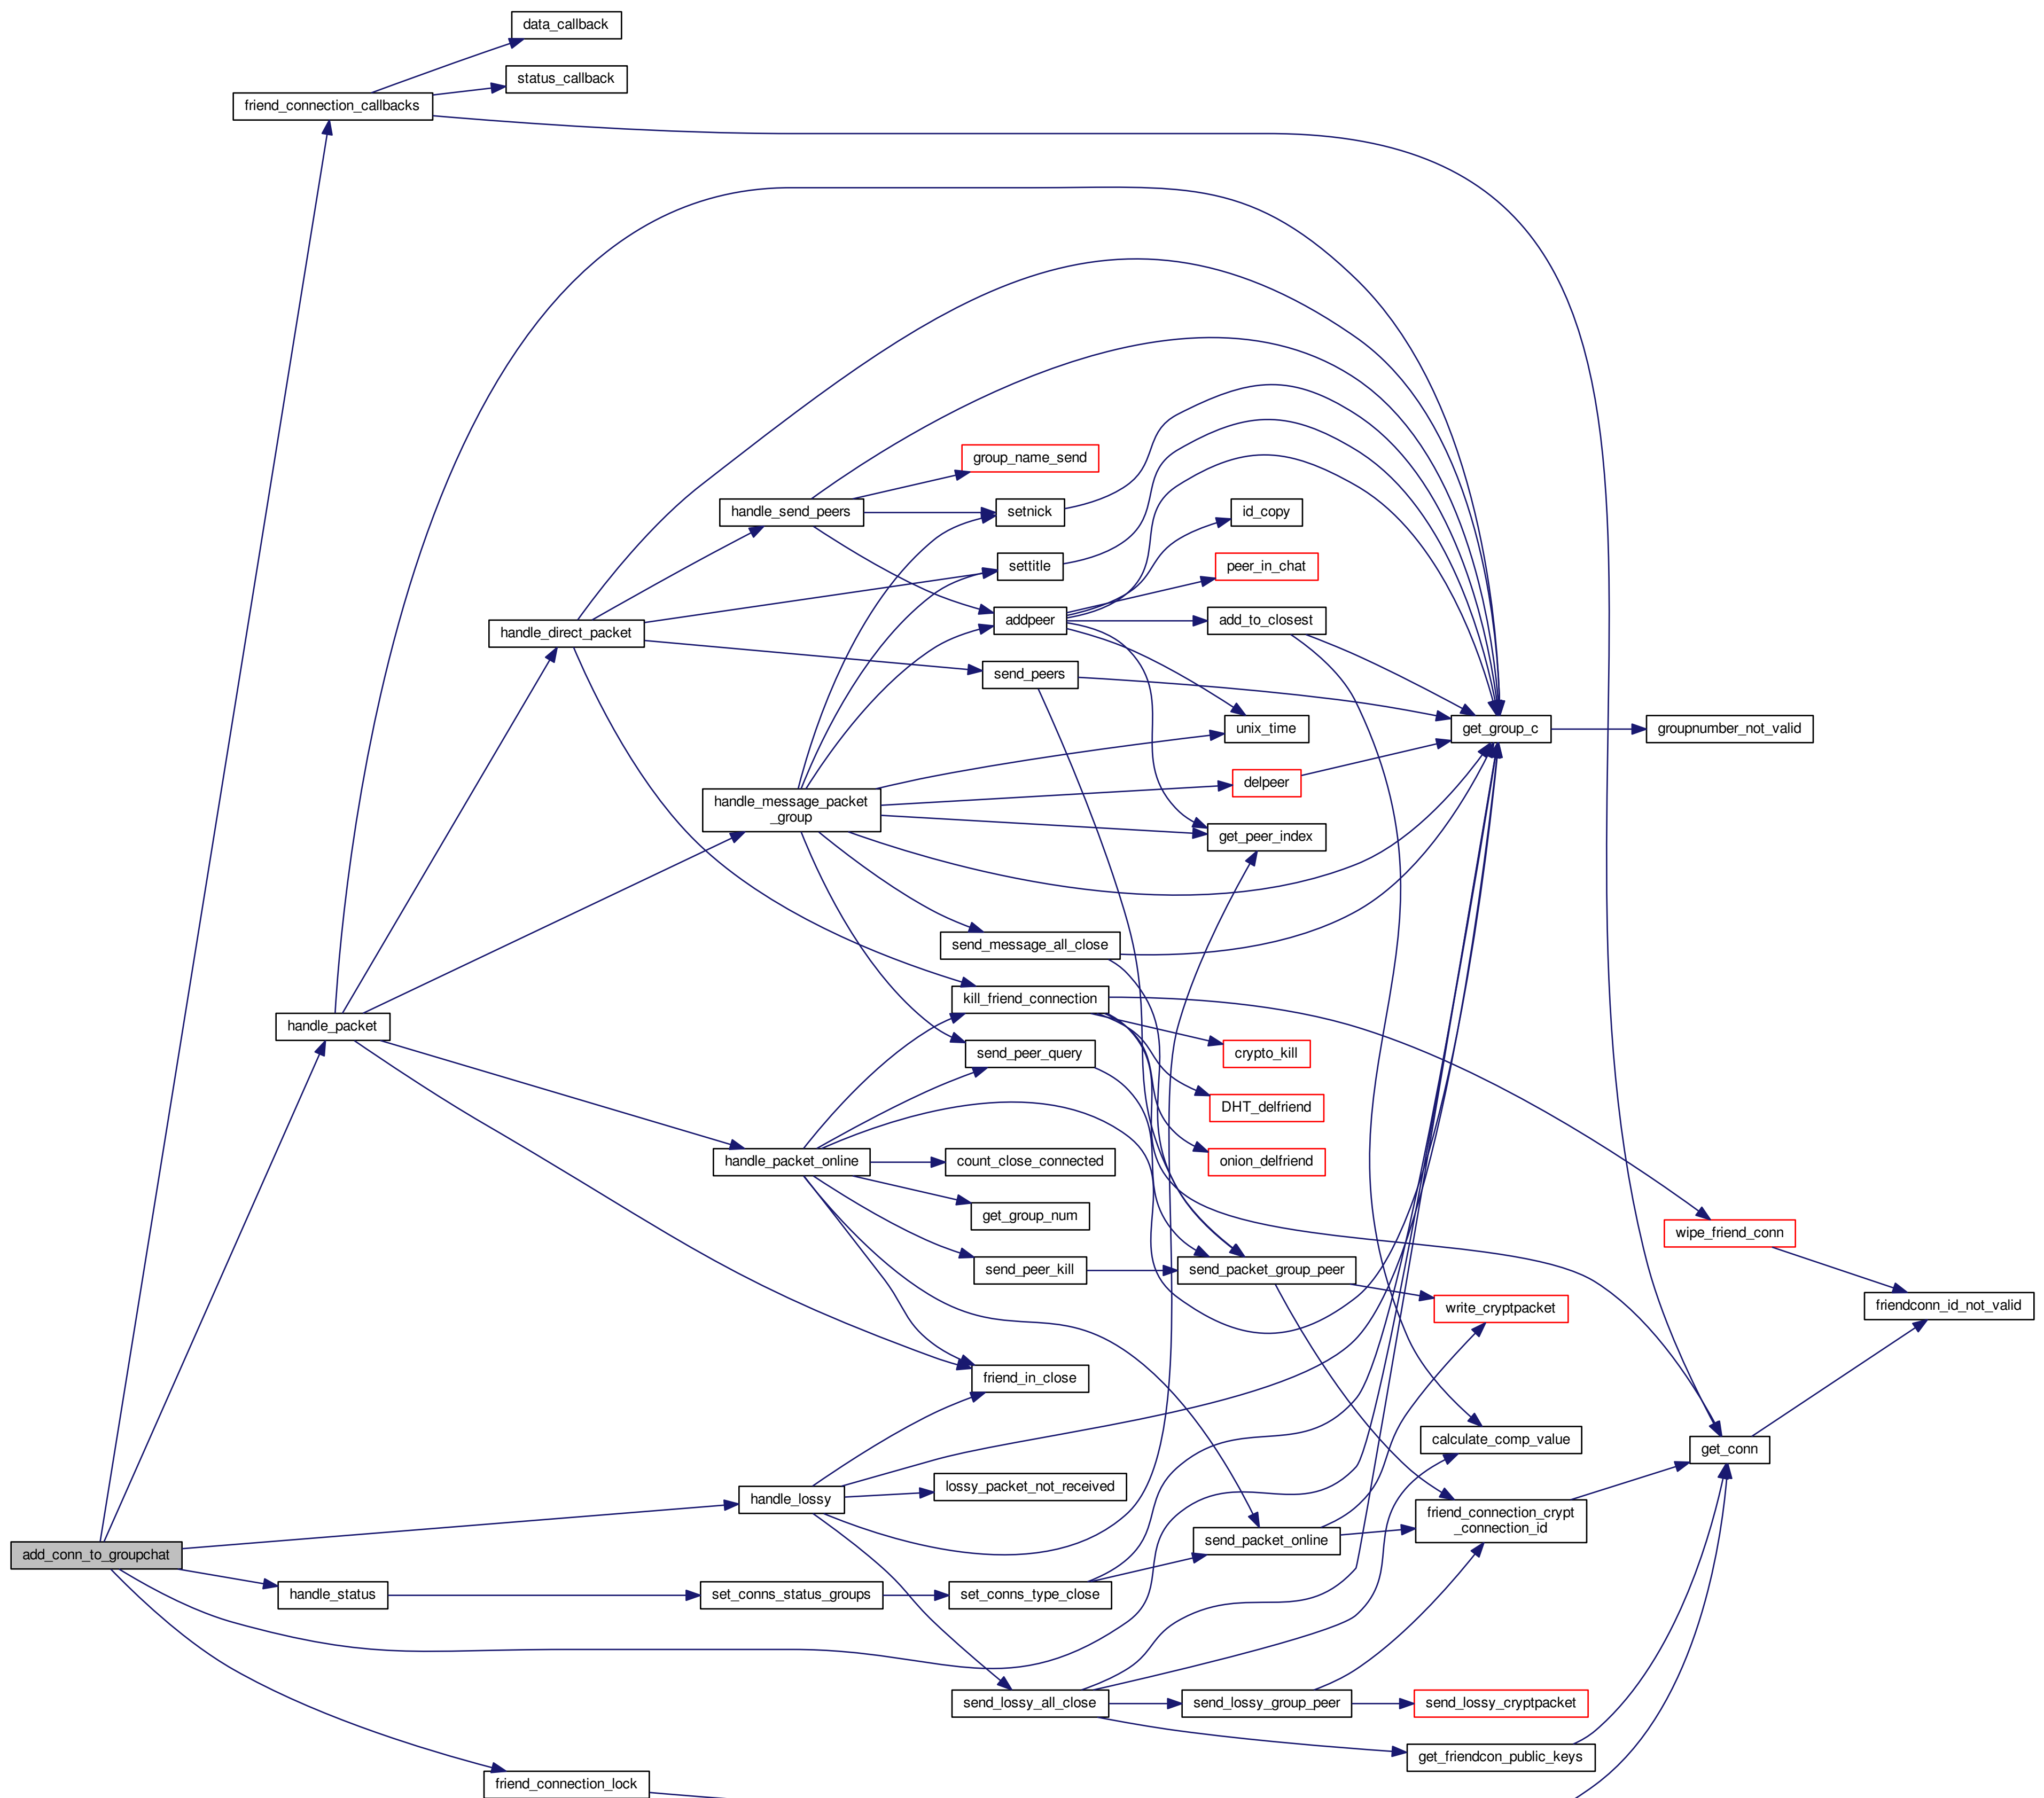 data_callback
status_callback
friend_connection_callbacks
group_name_send
handle_send_peers
setnick
id_copy
settitle
peer_in_chat
addpeer
add_to_closest
handle_direct_packet
send_peers
unix_time
get_group_c
groupnumber_not_valid
delpeer
handle_message_packet
_group
get_peer_index
send_message_all_close
kill_friend_connection
handle_packet
send_peer_query
crypto_kill
DHT_delfriend
handle_packet_online
count_close_connected
onion_delfriend
get_group_num
wipe_friend_conn
send_peer_kill
send_packet_group_peer
write_cryptpacket
friendconn_id_not_valid
friend_in_close
calculate_comp_value
get_conn
lossy_packet_not_received
handle_lossy
friend_connection_crypt
_connection_id
send_packet_online
add_conn_to_groupchat
handle_status
set_conns_status_groups
set_conns_type_close
send_lossy_all_close
send_lossy_group_peer
send_lossy_cryptpacket
get_friendcon_public_keys
friend_connection_lock